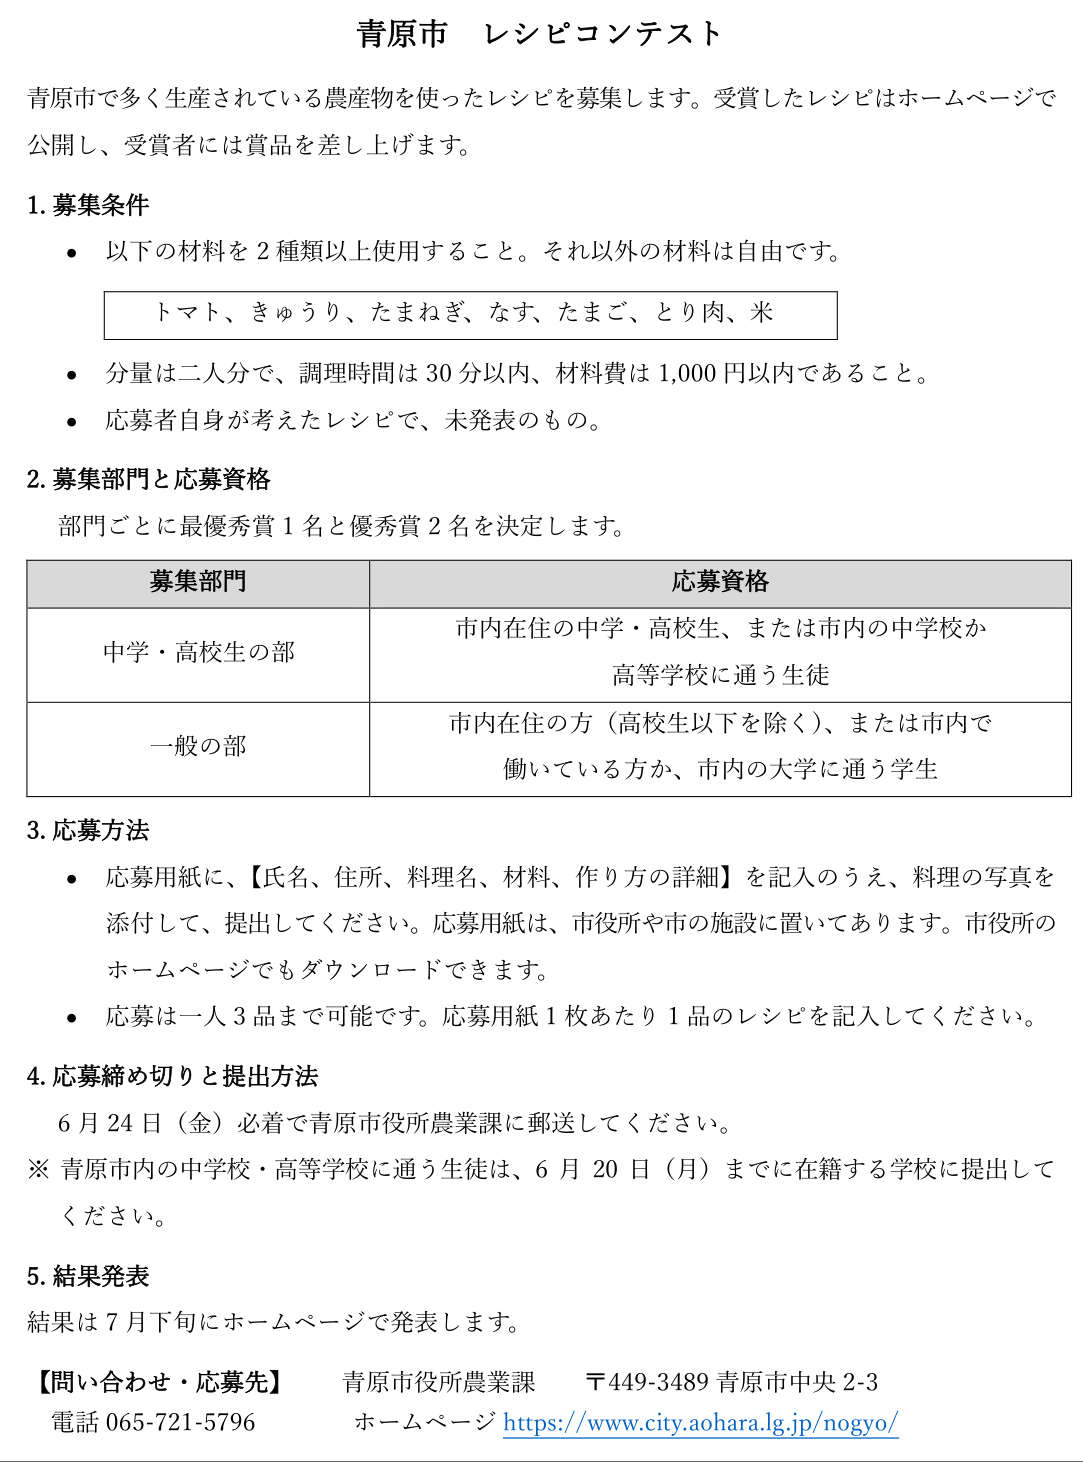 青原市　レシピコンテスト
青原市で多く生産されている農産物を使ったレシピを募集します。受賞したレシピはホームページで
公開し、受賞者には賞品を差し上げます。
1. 募集条件
● 以下の材料を 2 種類以上使用すること。それ以外の材料は自由です。
トマト、きゅうり、たまねぎ、なす、たまご、とり肉、米
● 分量は二人分で、調理時間は 30 分以内、材料費は 1,000 円以内であること。
● 応募者自身が考えたレシピで、未発表のもの。
2. 募集部門と応募資格
部門ごとに最優秀賞 1 名と優秀賞 2 名を決定します。
募集部門 応募資格
中学・高校生の部
市内在住の中学・高校生、または市内の中学校か
高等学校に通う生徒
一般の部
市内在住の方（高校生以下を除く）、または市内で
働いている方か、市内の大学に通う学生
3. 応募方法
● 応募用紙に、【氏名、住所、料理名、材料、作り方の詳細】を記入のうえ、料理の写真を
添付して、提出してください。応募用紙は、市役所や市の施設に置いてあります。市役所の
ホームページでもダウンロードできます。
● 応募は一人 3 品まで可能です。応募用紙 1 枚あたり 1 品のレシピを記入してください。
4. 応募締め切りと提出方法
6 月 24 日（金）必着で青原市役所農業課に郵送してください。
※ 青原市内の中学校・高等学校に通う生徒は、6 月 20 日（月）までに在籍する学校に提出して
ください。
5. 結果発表
結果は 7 月下旬にホームページで発表します。
【問い合わせ・応募先】　青原市役所農業課　〒449-3489 青原市中央 2-3
電話 065-721-5796　ホームページ https://www.city.aohara.lg.jp/nogyo/